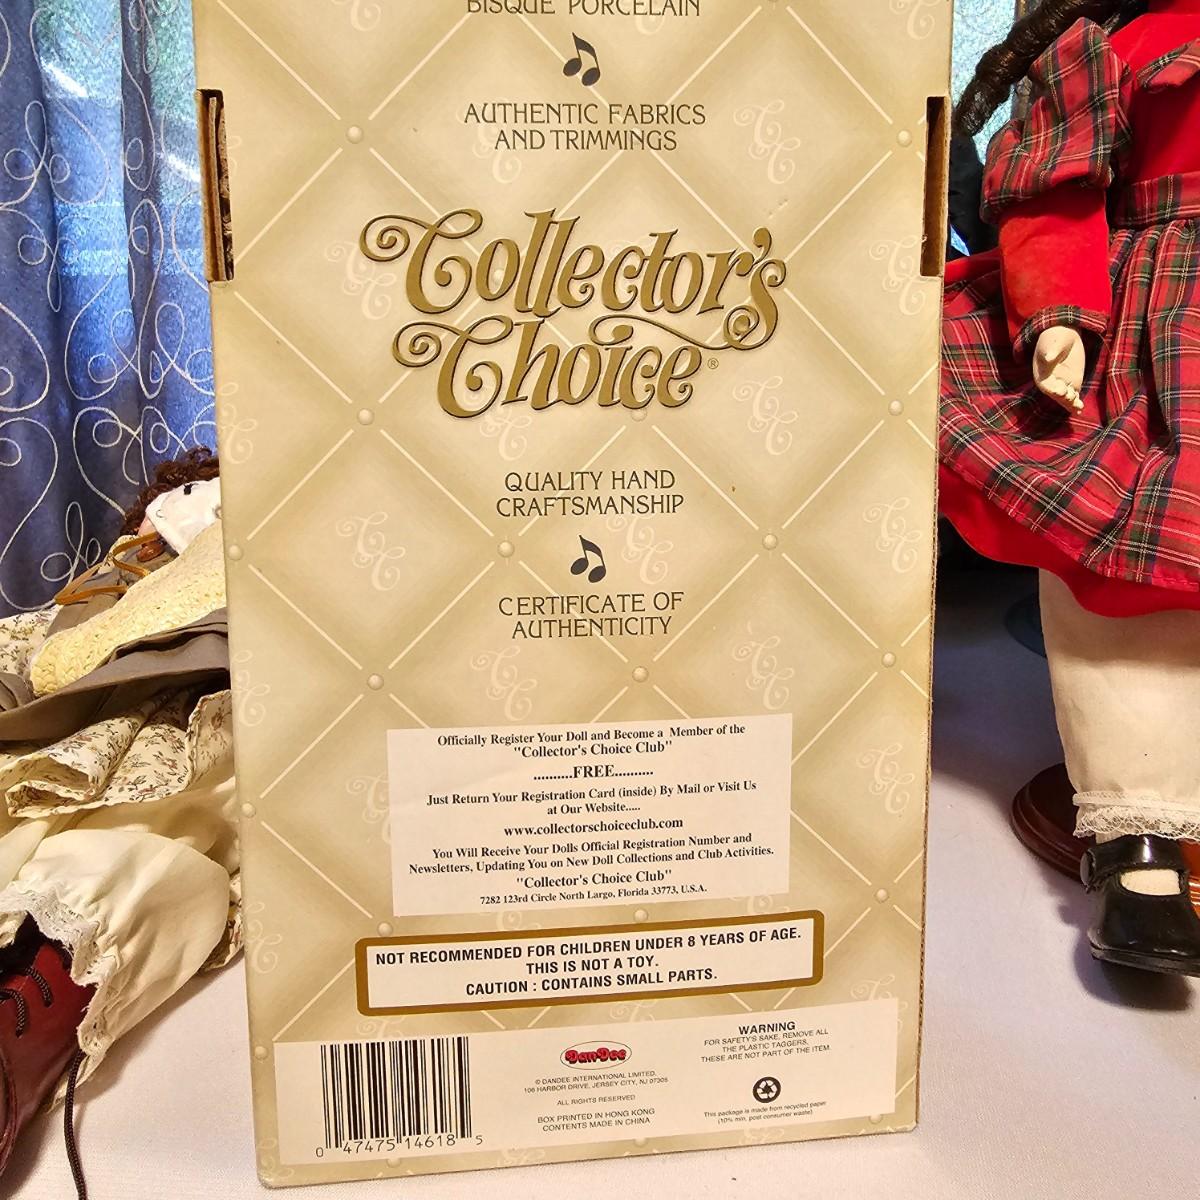 BISQUE PORCELAIN
AUTHENTIC FABRICS
AND TRIMMINGS
Collector's
Choice®
QUALITY HAND
CRAFTSMANSHIP
CERTIFICATE OF
AUTHENTICITY
Officially Register Your Doll and Become a Member of the
"Collector's Choice Club"
..........FREE..........
Just Return Your Registration Card (inside) By Mail or Visit Us
at Our Website.....
www.collectorschoiceclub.com
You Will Receive Your Dolls Official Registration Number and
Newsletters, Updating You on New Doll Collections and Club Activities.
"Collector's Choice Club"
7282 123rd Circle North Largo, Florida 33773, U.S.A.
NOT RECOMMENDED FOR CHILDREN UNDER 8 YEARS OF AGE.
THIS IS NOT A TOY.
CAUTION : CONTAINS SMALL PARTS.
0 47475 14618 5
DanDee
© DANDEE INTERNATIONAL LIMITED.
106 HARBOR DRIVE, JERSEY CITY, NJ 07305
ALL RIGHTS RESERVED
BOX PRINTED IN HONG KONG
CONTENTS MADE IN CHINA
WARNING
FOR SAFETY'S SAKE, REMOVE ALL
THE PLASTIC TAGGERS,
THESE ARE NOT PART OF THE ITEM.
This package is made from recycled paper
(10% min. post consumer waste)